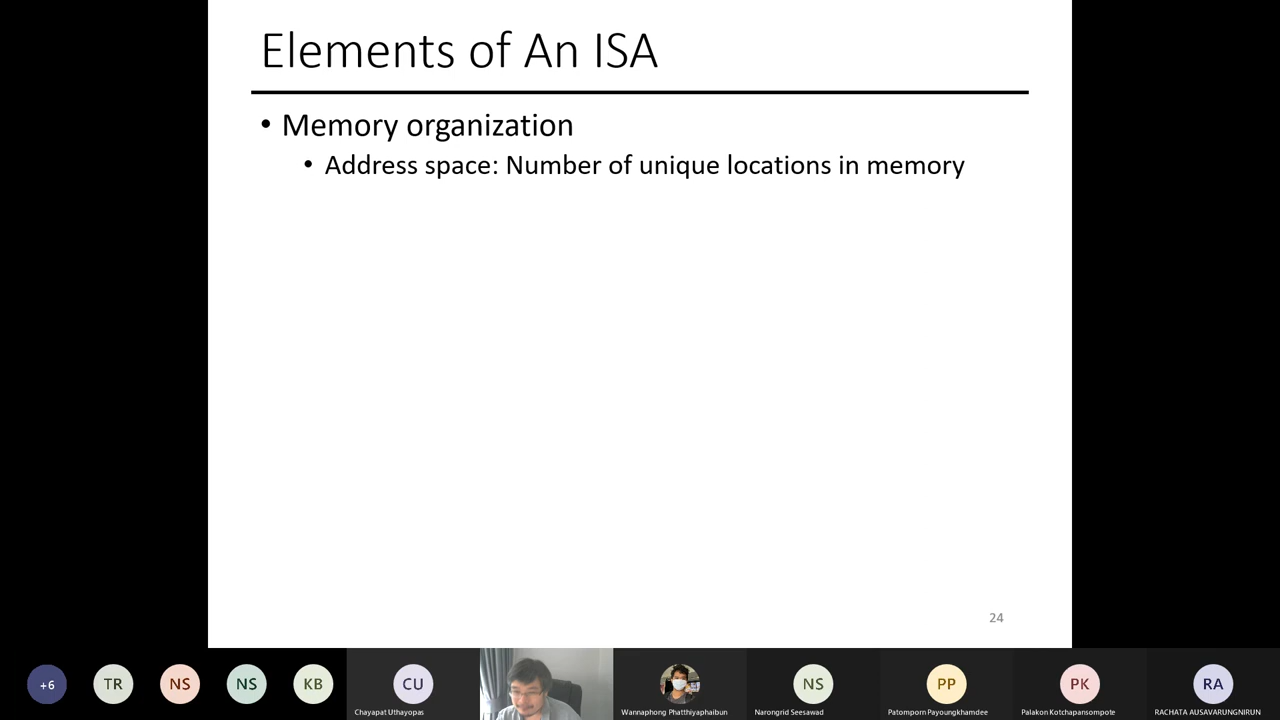 Elements of An ISA
• Memory organization
• Address space: Number of unique locations in memory
24
+6
TR
NS
NS
KB
CU
Chayapat Uthayopas
Wannaphong Phatthiyaphaibun
NS
Narongrid Seesawad
PP
Patomporn Payoungkhamdee
PK
Palakon Kotchapansompote
RA
RACHATA AUSAVARUNGNIRUN